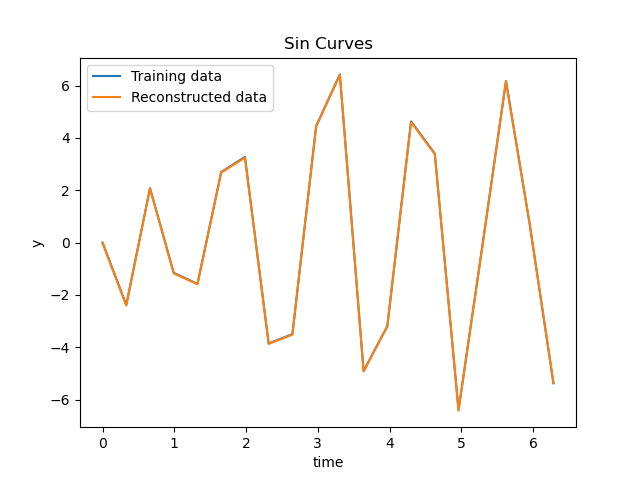 Sin Curves
Training data
Reconstructed data
6
4
2
0
−2
−4
−6
y
0 1 2 3 4 5 6
time